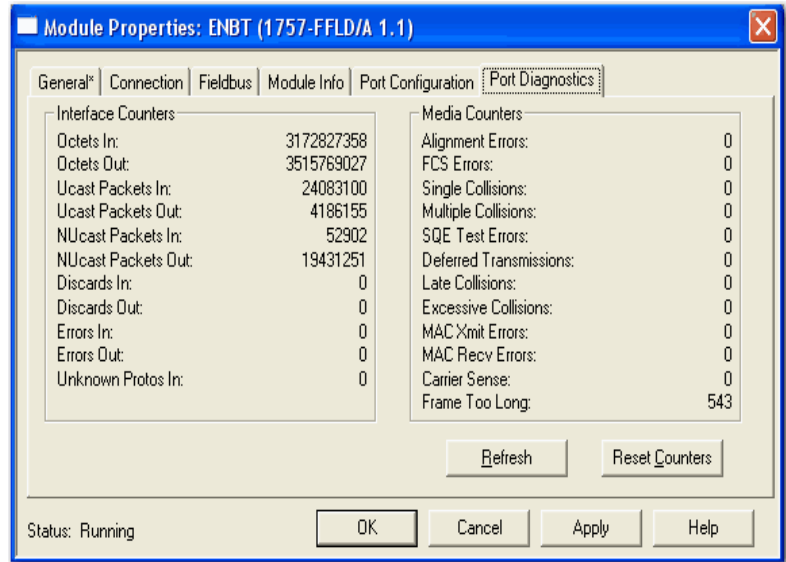 Module Properties: ENBT (1757-FFLD/A 1.1)
General* Connection Fieldbus Module Info Port Configuration Port Diagnostics
Interface Counters
Octets In: 3172827358
Octets Out: 3515769027
Ucast Packets In: 24083100
Ucast Packets Out: 4186155
NUcast Packets In: 52902
NUcast Packets Out: 19431251
Discards In: 0
Discards Out: 0
Errors In: 0
Errors Out: 0
Unknown Protos In: 0
Media Counters
Alignment Errors: 0
FCS Errors: 0
Single Collisions: 0
Multiple Collisions: 0
SQE Test Errors: 0
Deferred Transmissions: 0
Late Collisions: 0
Excessive Collisions: 0
MAC Xmit Errors: 0
MAC Recv Errors: 0
Carrier Sense: 0
Frame Too Long: 543
Refresh Reset Counters
Status: Running OK Cancel Apply Help